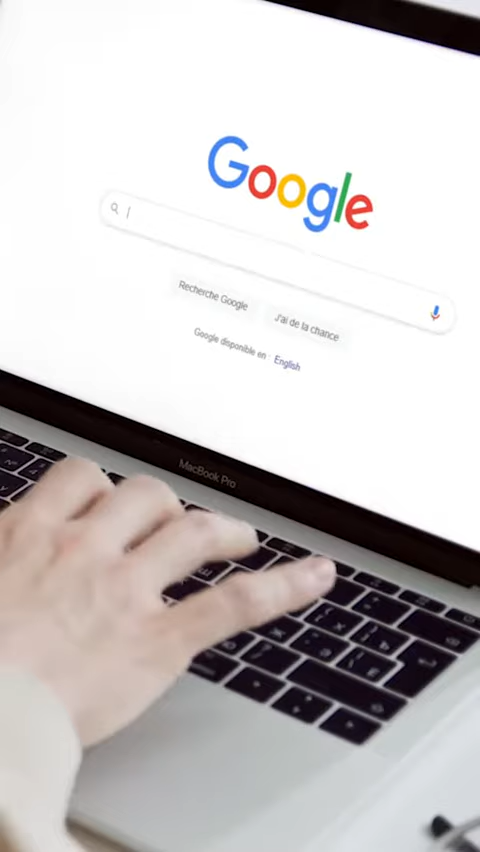 Google
Recherche Google J'ai de la chance
Google disponible en : English
MacBook Pro